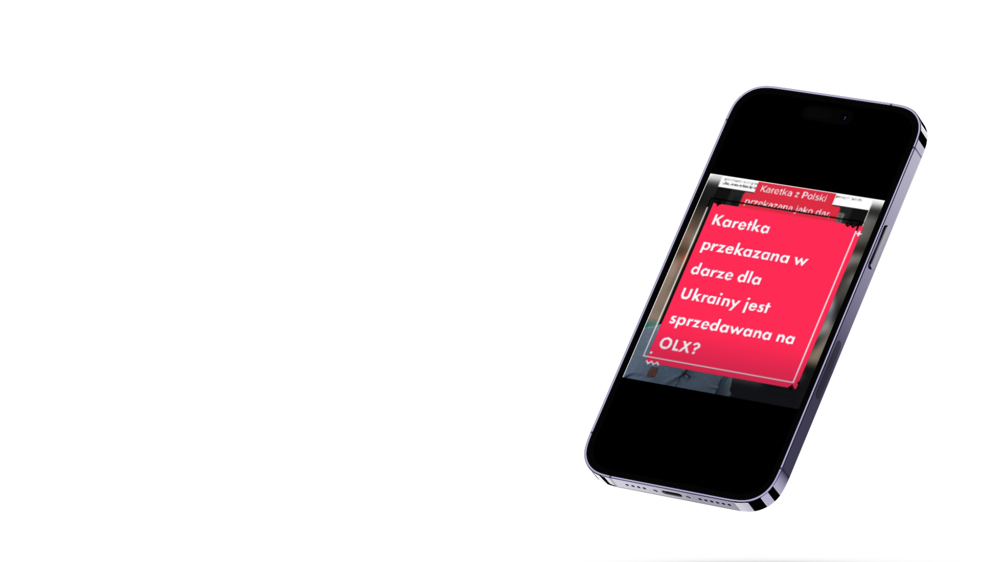 Karetka z Polski
przekazana jako dar,
Karetka
przekazana w
darze dla
Ukrainy jest
sprzedawana na
OLX?